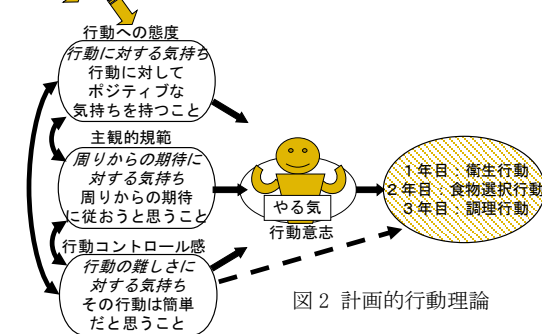 行動への態度
行動に対する気持ち
行動に対して
ポジティブな
気持ちを持つこと
主観的規範
周りからの期待に
対する気持ち
周りからの期待
に従おうと思うこと
行動コントロール感
行動の難しさに
対する気持ち
その行動は簡単
だと思うこと
やる気
行動意志
1年目：衛生行動
2年目：食物選択行動
3年目：調理行動
図2 計画的行動理論